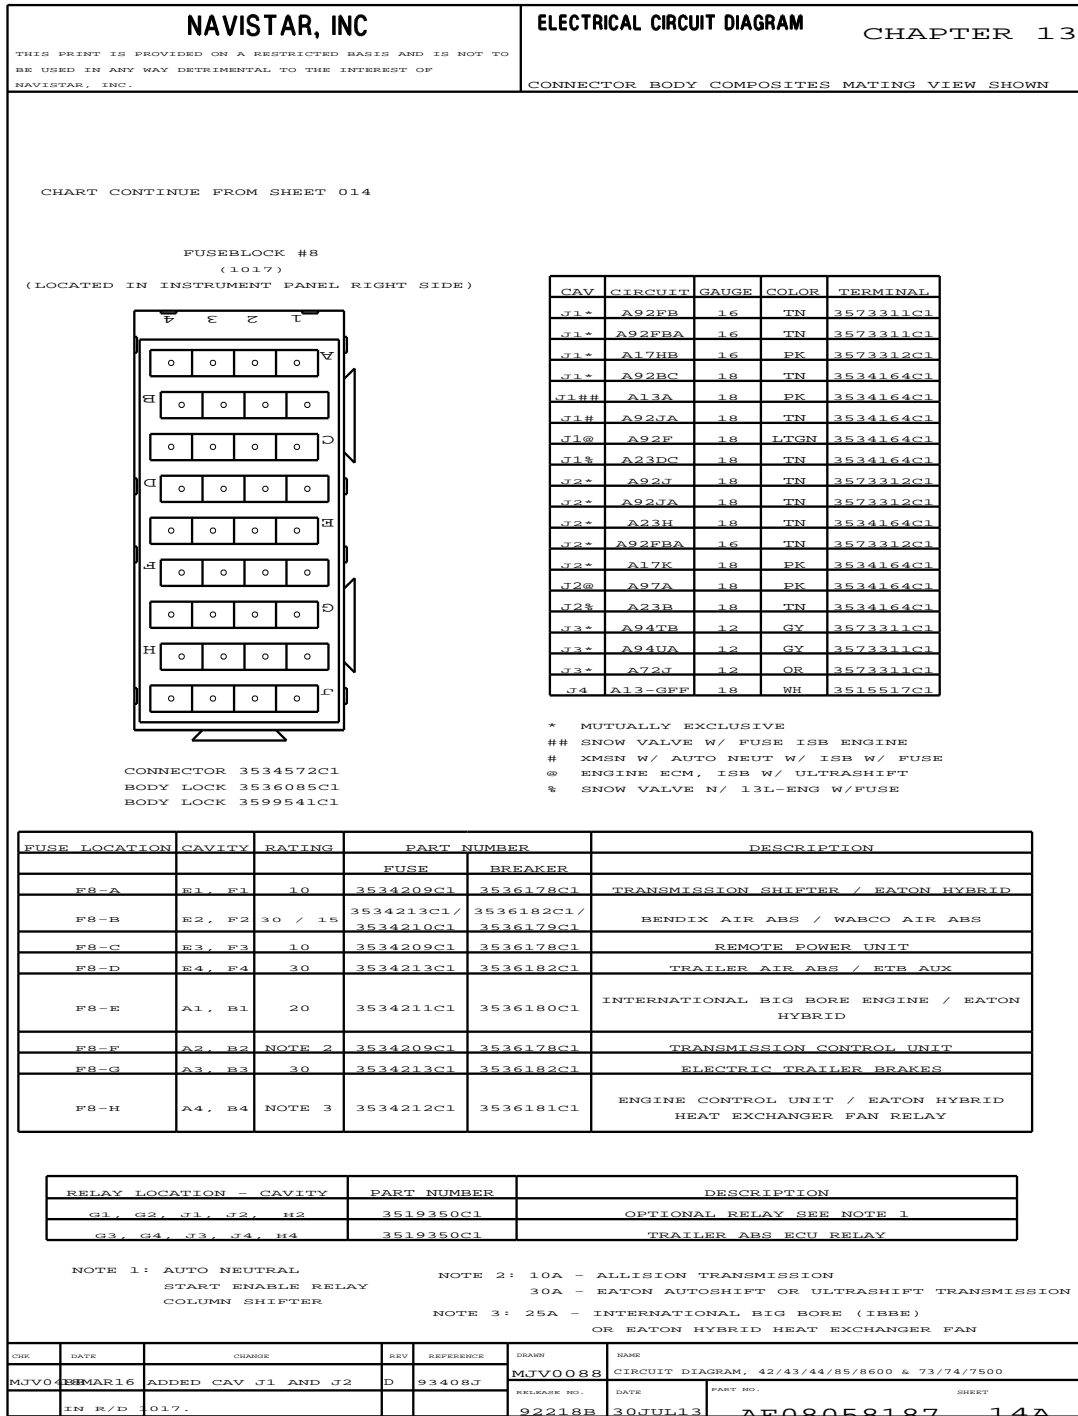 NAVISTAR, INC
THIS PRINT IS PROVIDED ON A RESTRICTED BASIS AND IS NOT TO
BE USED IN ANY WAY DETRIMENTAL TO THE INTEREST OF
NAVISTAR, INC.
ELECTRICAL CIRCUIT DIAGRAM
CHAPTER 13
CONNECTOR BODY COMPOSITES MATING VIEW SHOWN
CHART CONTINUE FROM SHEET 014
FUSEBLOCK #8
(1017)
(LOCATED IN INSTRUMENT PANEL RIGHT SIDE)
4 3 2 1
A
B
C
D
E
F
G
H
J
CONNECTOR 3534572C1
BODY LOCK 3536085C1
BODY LOCK 3599541C1
CAV CIRCUIT GAUGE COLOR TERMINAL
J1* A92FB 16 TN 3573311C1
J1* A92FBA 16 TN 3573311C1
J1* A17HB 16 PK 3573312C1
J1* A92BC 18 TN 3534164C1
J1## A13A 18 PK 3534164C1
J1# A92JA 18 TN 3534164C1
J1@ A92F 18 LTGN 3534164C1
J1% A23DC 18 TN 3534164C1
J2* A92J 18 TN 3573312C1
J2* A92JA 18 TN 3573312C1
J2* A23H 18 TN 3534164C1
J2* A92FBA 16 TN 3573312C1
J2* A17K 18 PK 3534164C1
J2@ A97A 18 PK 3534164C1
J2% A23B 18 TN 3534164C1
J3* A94TB 12 GY 3573311C1
J3* A94UA 12 GY 3573311C1
J3* A72J 12 OR 3573311C1
J4 A13-GFF 18 WH 3515517C1
* MUTUALLY EXCLUSIVE
## SNOW VALVE W/ FUSE ISB ENGINE
# XMSN W/ AUTO NEUT W/ ISB W/ FUSE
@ ENGINE ECM, ISB W/ ULTRASHIFT
% SNOW VALVE N/ 13L-ENG W/FUSE
FUSE LOCATION CAVITY RATING PART NUMBER DESCRIPTION
FUSE BREAKER
F8-A E1, F1 10 3534209C1 3536178C1 TRANSMISSION SHIFTER / EATON HYBRID
F8-B E2, F2 30 / 15 3534213C1/ 3536182C1/ BENDIX AIR ABS / WABCO AIR ABS
3534210C1 3536179C1
F8-C E3, F3 10 3534209C1 3536178C1 REMOTE POWER UNIT
F8-D E4, F4 30 3534213C1 3536182C1 TRAILER AIR ABS / ETB AUX
F8-E A1, B1 20 3534211C1 3536180C1 INTERNATIONAL BIG BORE ENGINE / EATON
HYBRID
F8-F A2, B2 NOTE 2 3534209C1 3536178C1 TRANSMISSION CONTROL UNIT
F8-G A3, B3 30 3534213C1 3536182C1 ELECTRIC TRAILER BRAKES
F8-H A4, B4 NOTE 3 3534212C1 3536181C1 ENGINE CONTROL UNIT / EATON HYBRID
HEAT EXCHANGER FAN RELAY
RELAY LOCATION - CAVITY PART NUMBER DESCRIPTION
G1, G2, J1, J2, H2 3519350C1 OPTIONAL RELAY SEE NOTE 1
G3, G4, J3, J4, H4 3519350C1 TRAILER ABS ECU RELAY
NOTE 1: AUTO NEUTRAL
START ENABLE RELAY
COLUMN SHIFTER
NOTE 2: 10A - ALLISION TRANSMISSION
30A - EATON AUTOSHIFT OR ULTRASHIFT TRANSMISSION
NOTE 3: 25A - INTERNATIONAL BIG BORE (IBBE)
OR EATON HYBRID HEAT EXCHANGER FAN
CHK DATE CHANGE REV REFERENCE DRAWN NAME
MAR16 ADDED CAV J1 AND J2 D 93408J MJV0088 CIRCUIT DIAGRAM, 42/43/44/85/8600 & 73/74/7500
RELEASE NO. DATE PART NO. SHEET
IN R/D 1017. 92218B 30JUL13 AF08058187 14A